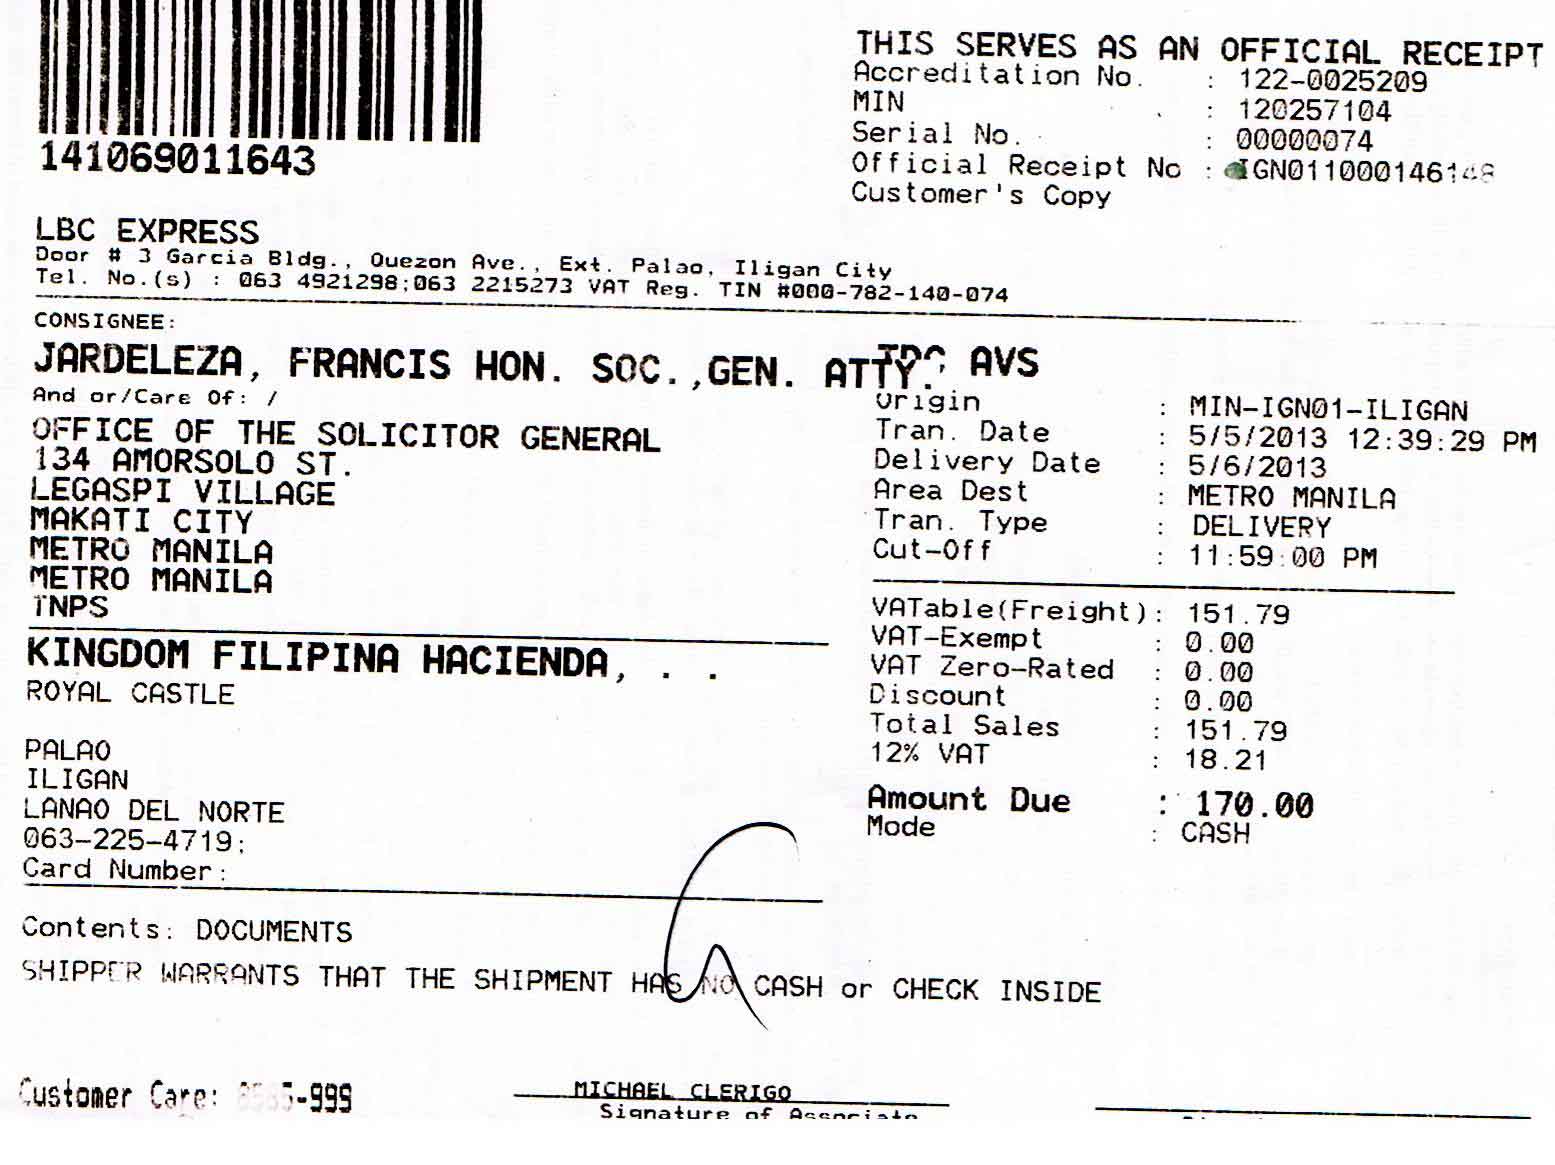 141069011643
THIS SERVES AS AN OFFICIAL RECEIPT
Accreditation No. : 122-0025209
MIN : 120257104
Serial No. : 00000074
Official Receipt No : IGN011000146148
Customer's Copy
LBC EXPRESS
Door # 3 Garcia Bldg., Quezon Ave., Ext. Palao, Iligan City
Tel. No.(s) : 063 4921298;063 2215273 VAT Reg. TIN #000-782-140-074
CONSIGNEE:
JARDELEZA, FRANCIS HON. SOC.,GEN. ATTY.
And or/Care Of: /
OFFICE OF THE SOLICITOR GENERAL
134 AMORSOLO ST.
LEGASPI VILLAGE
MAKATI CITY
METRO MANILA
METRO MANILA
TNPS
KINGDOM FILIPINA HACIENDA, . .
ROYAL CASTLE
PALAO
ILIGAN
LANAO DEL NORTE
063-225-4719;
Card Number:
AVS
Origin : MIN-IGN01-ILIGAN
Tran. Date : 5/5/2013 12:39:29 PM
Delivery Date : 5/6/2013
Area Dest : METRO MANILA
Tran. Type : DELIVERY
Cut-Off : 11:59:00 PM
VATable(Freight): 151.79
VAT-Exempt : 0.00
VAT Zero-Rated : 0.00
Discount : 0.00
Total Sales : 151.79
12% VAT : 18.21
Amount Due : 170.00
Mode : CASH
Contents: DOCUMENTS
SHIPPER WARRANTS THAT THE SHIPMENT HAS NO CASH or CHECK INSIDE
Customer Care: 8585-999
MICHAEL CLERIGO
Signature of Associate